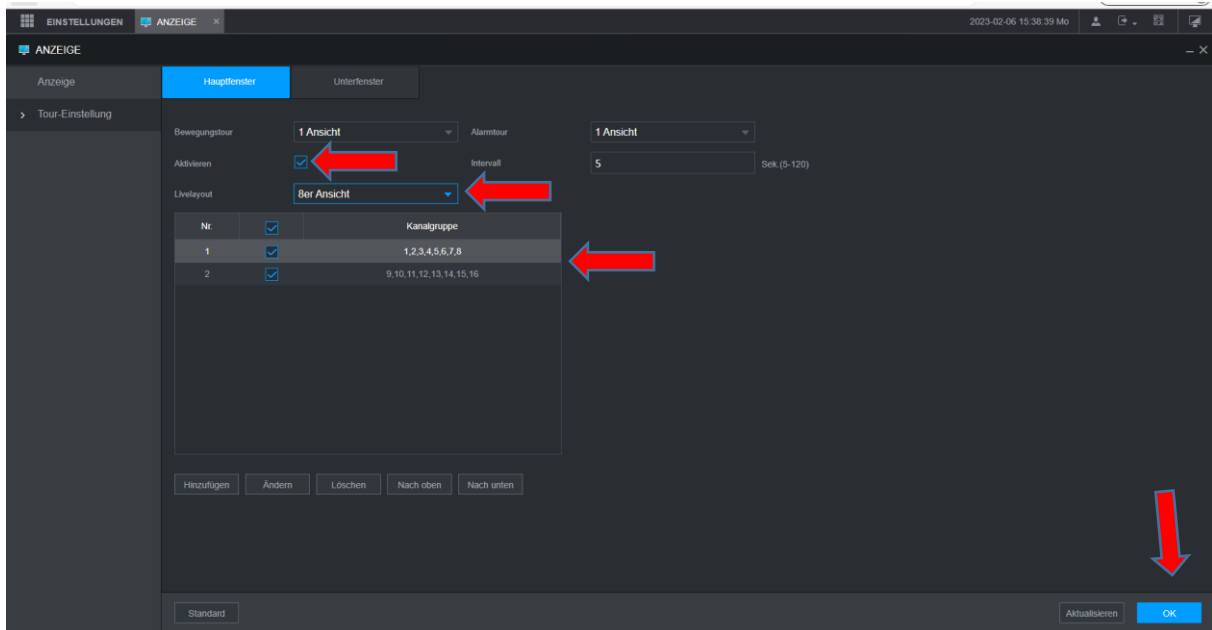 EINSTELLUNGEN ANZEIGE × 2023-02-06 15:38:39 Mo
ANZEIGE
Anzeige Hauptfenster Unterfenster
Tour-Einstellung
Bewegungstour 1 Ansicht Alarmtour 1 Ansicht
Aktivieren Intervall 5 Sek.(5-120)
Livelayout 8er Ansicht
Nr. Kanalgruppe
1 1,2,3,4,5,6,7,8
2 9,10,11,12,13,14,15,16
Hinzufügen Ändern Löschen Nach oben Nach unten
Standard Aktualisieren OK